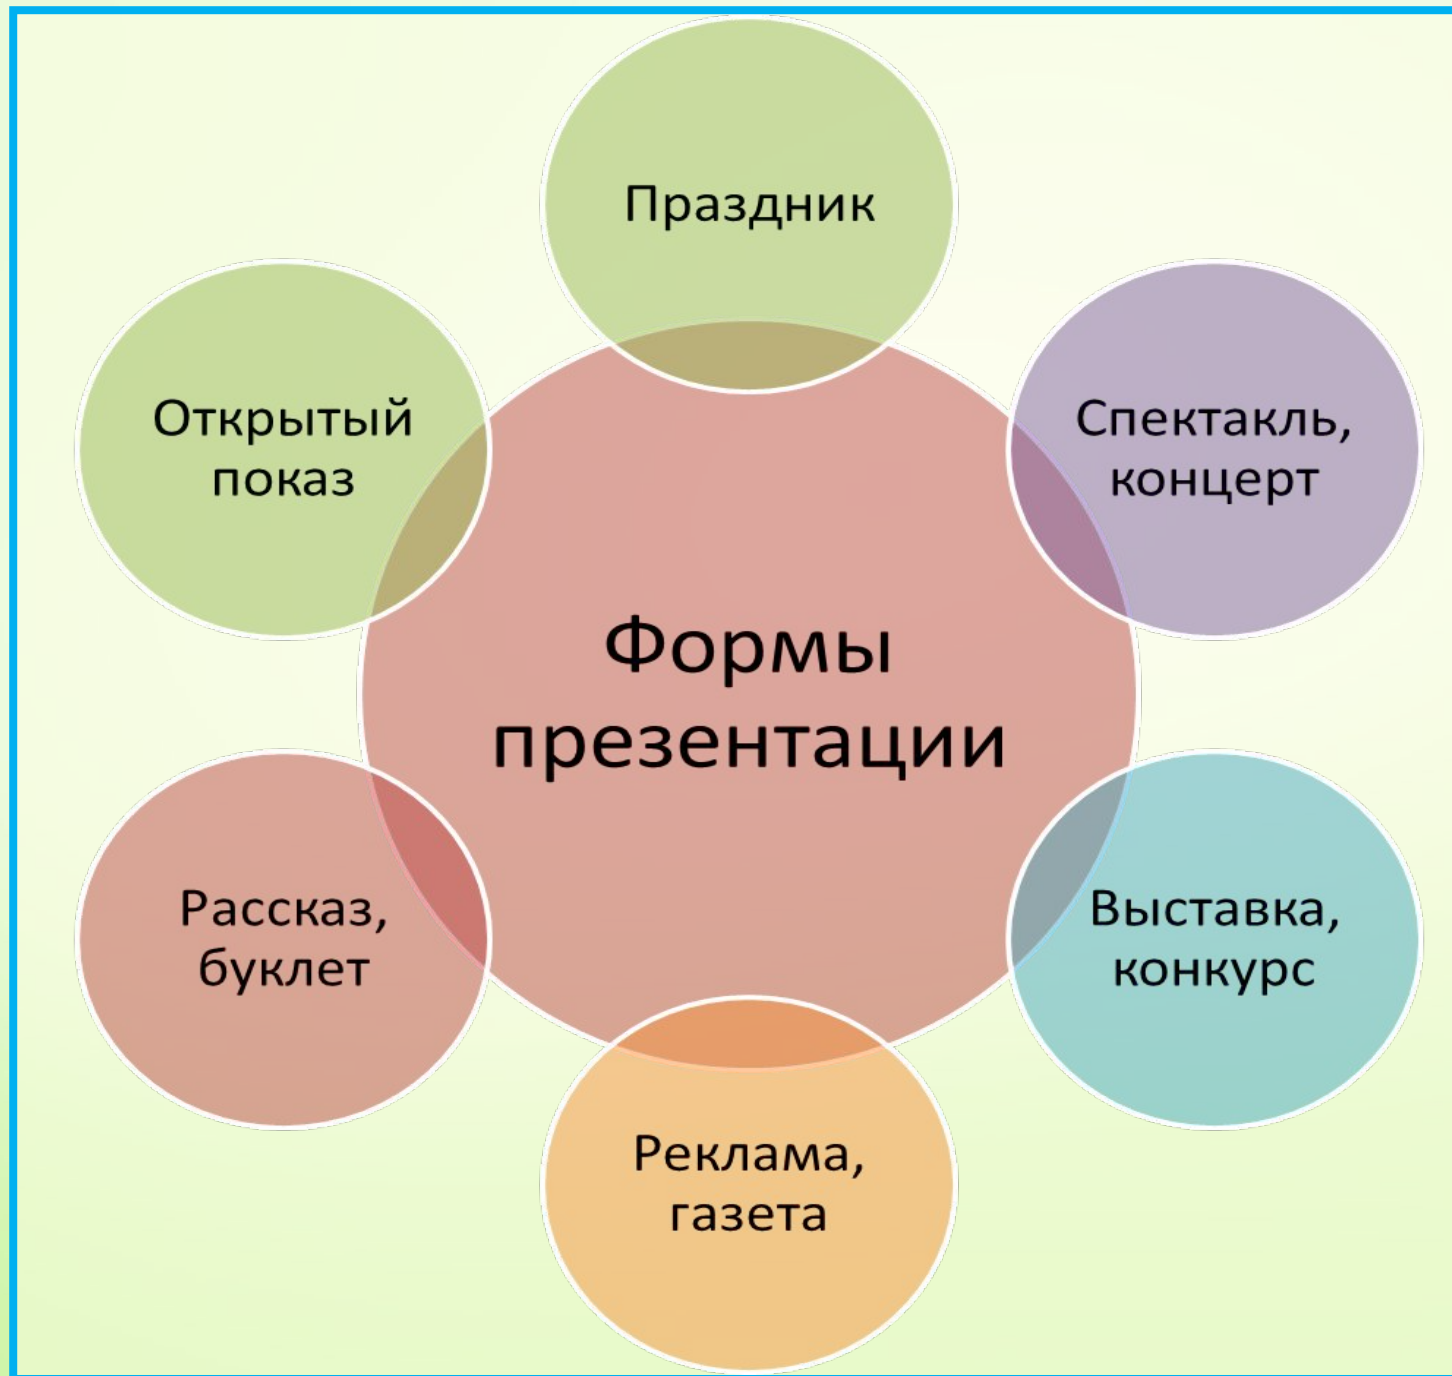 Праздник
Открытый
показ
Спектакль,
концерт
Формы
презентации
Рассказ,
буклет
Выставка,
конкурс
Реклама,
газета